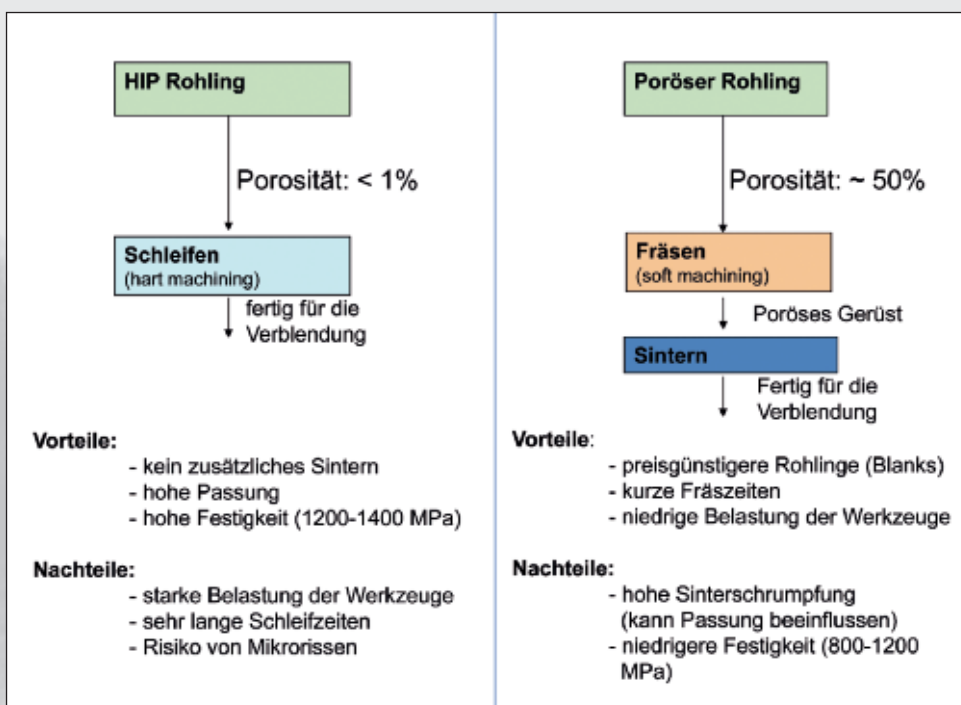 HIP Rohling
Porosität: < 1%
Schleifen
(hart machining)
fertig für die
Verblendung
Vorteile:
- kein zusätzliches Sintern
- hohe Passung
- hohe Festigkeit (1200-1400 MPa)
Nachteile:
- starke Belastung der Werkzeuge
- sehr lange Schleifzeiten
- Risiko von Mikrorissen
Poröser Rohling
Porosität: ~ 50%
Fräsen
(soft machining)
Poröses Gerüst
Sintern
Fertig für die
Verblendung
Vorteile:
- preisgünstigere Rohlinge (Blanks)
- kurze Fräszeiten
- niedrige Belastung der Werkzeuge
Nachteile:
- hohe Sinterschrumpfung
(kann Passung beeinflussen)
- niedrigere Festigkeit (800-1200
MPa)